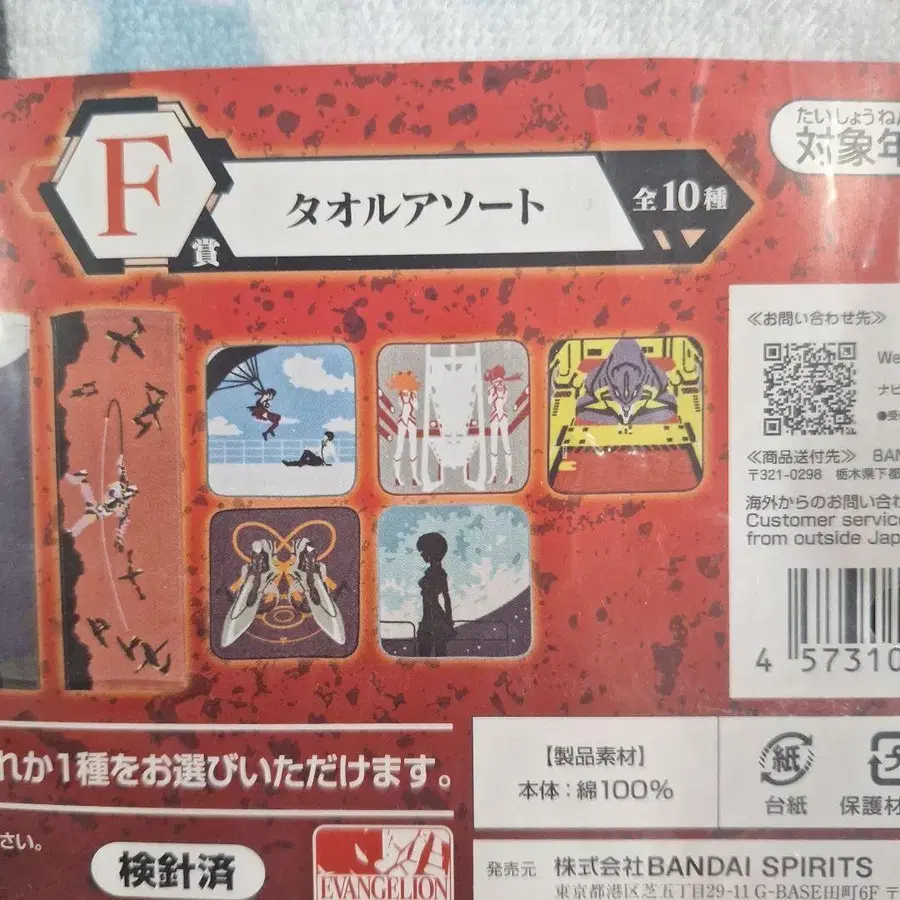 F賞
タオルアソート
全10種
たいしょうねん
対象年
≪お問い合わせ先≫
We
ナビ
≪商品送付先≫ BAN
〒321-0298 栃木県下都
海外からのお問い合わ
Customer service
from outside Jap
4 57310
れか1種をお選びいただけます。
さい。
検針済
EVANGELION
【製品素材】
本体：綿100%
紙
台紙
保護材
発売元 株式会社BANDAI SPIRITS
東京都港区芝五丁目29-11 G-BASE田町6F 〒